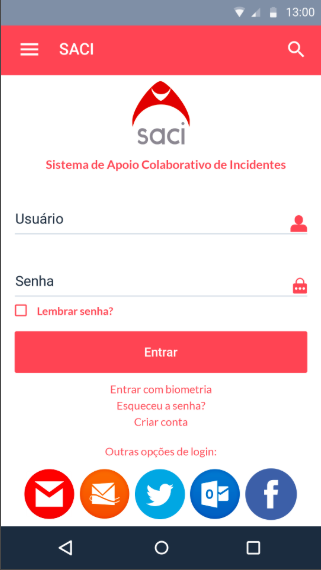 13:00
SACI
saci
Sistema de Apoio Colaborativo de Incidentes
Usuário
Senha
Lembrar senha?
Entrar
Entrar com biometria
Esqueceu a senha?
Criar conta
Outras opções de login: